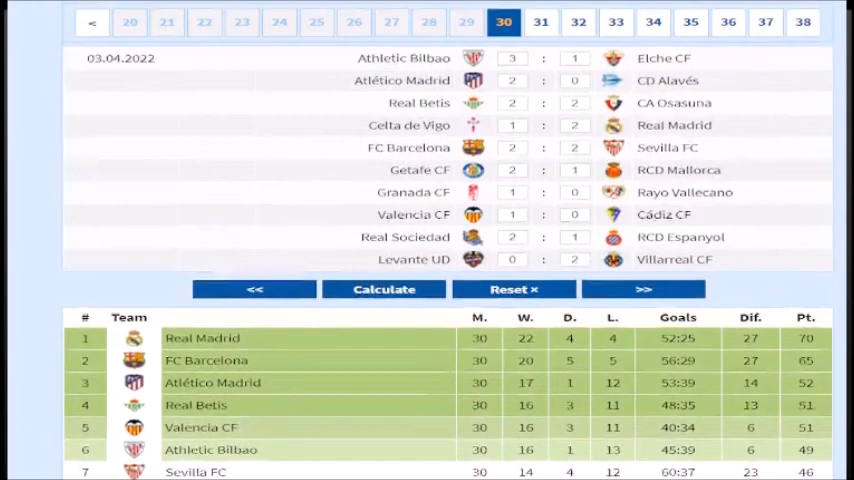 < 20 21 22 23 24 25 26 27 28 29 30 31 32 33 34 35 36 37 38
03.04.2022 Athletic Bilbao 3 : 1 Elche CF
Atlético Madrid 2 : 0 CD Alavés
Real Betis 2 : 2 CA Osasuna
Celta de Vigo 1 : 2 Real Madrid
FC Barcelona 2 : 2 Sevilla FC
Getafe CF 2 : 1 RCD Mallorca
Granada CF 1 : 0 Rayo Vallecano
Valencia CF 1 : 0 Cádiz CF
Real Sociedad 2 : 1 RCD Espanyol
Levante UD 0 : 2 Villarreal CF
<< Calculate Reset × >>
# Team M. W. D. L. Goals Dif. Pt.
1 Real Madrid 30 22 4 4 52:25 27 70
2 FC Barcelona 30 20 5 5 56:29 27 65
3 Atlético Madrid 30 17 1 12 53:39 14 52
4 Real Betis 30 16 3 11 48:35 13 51
5 Valencia CF 30 16 3 11 40:34 6 51
6 Athletic Bilbao 30 16 1 13 45:39 6 49
7 Sevilla FC 30 14 4 12 60:37 23 46